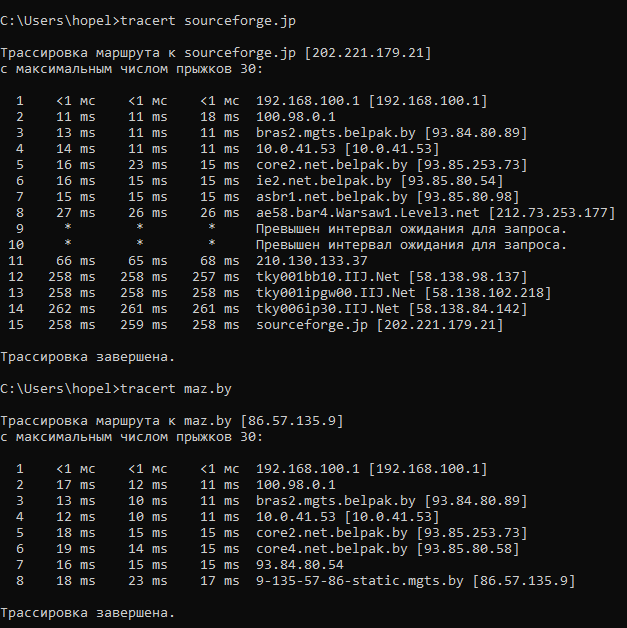 C:\Users\hopel>tracert sourceforge.jp
Трассировка маршрута к sourceforge.jp [202.221.179.21]
с максимальным числом прыжков 30:
1 <1 мс <1 мс <1 мс 192.168.100.1 [192.168.100.1]
2 11 ms 11 ms 18 ms 100.98.0.1
3 13 ms 11 ms 11 ms bras2.mgts.belpak.by [93.84.80.89]
4 14 ms 11 ms 11 ms 10.0.41.53 [10.0.41.53]
5 16 ms 23 ms 15 ms core2.net.belpak.by [93.85.253.73]
6 16 ms 15 ms 15 ms ie2.net.belpak.by [93.85.80.54]
7 15 ms 15 ms 15 ms asbr1.net.belpak.by [93.85.80.98]
8 27 ms 26 ms 26 ms ae58.bar4.Warsaw1.Level3.net [212.73.253.177]
9 * * * Превышен интервал ожидания для запроса.
10 * * * Превышен интервал ожидания для запроса.
11 66 ms 65 ms 68 ms 210.130.133.37
12 258 ms 258 ms 257 ms tky001bb10.IIJ.Net [58.138.98.137]
13 258 ms 258 ms 258 ms tky001ipgw00.IIJ.Net [58.138.102.218]
14 262 ms 261 ms 261 ms tky006ip30.IIJ.Net [58.138.84.142]
15 258 ms 259 ms 258 ms sourceforge.jp [202.221.179.21]
Трассировка завершена.
C:\Users\hopel>tracert maz.by
Трассировка маршрута к maz.by [86.57.135.9]
с максимальным числом прыжков 30:
1 <1 мс <1 мс <1 мс 192.168.100.1 [192.168.100.1]
2 17 ms 12 ms 11 ms 100.98.0.1
3 13 ms 10 ms 11 ms bras2.mgts.belpak.by [93.84.80.89]
4 12 ms 10 ms 11 ms 10.0.41.53 [10.0.41.53]
5 18 ms 15 ms 15 ms core2.net.belpak.by [93.85.253.73]
6 19 ms 14 ms 15 ms core4.net.belpak.by [93.85.80.58]
7 16 ms 15 ms 15 ms 93.84.80.54
8 18 ms 23 ms 17 ms 9-135-57-86-static.mgts.by [86.57.135.9]
Трассировка завершена.